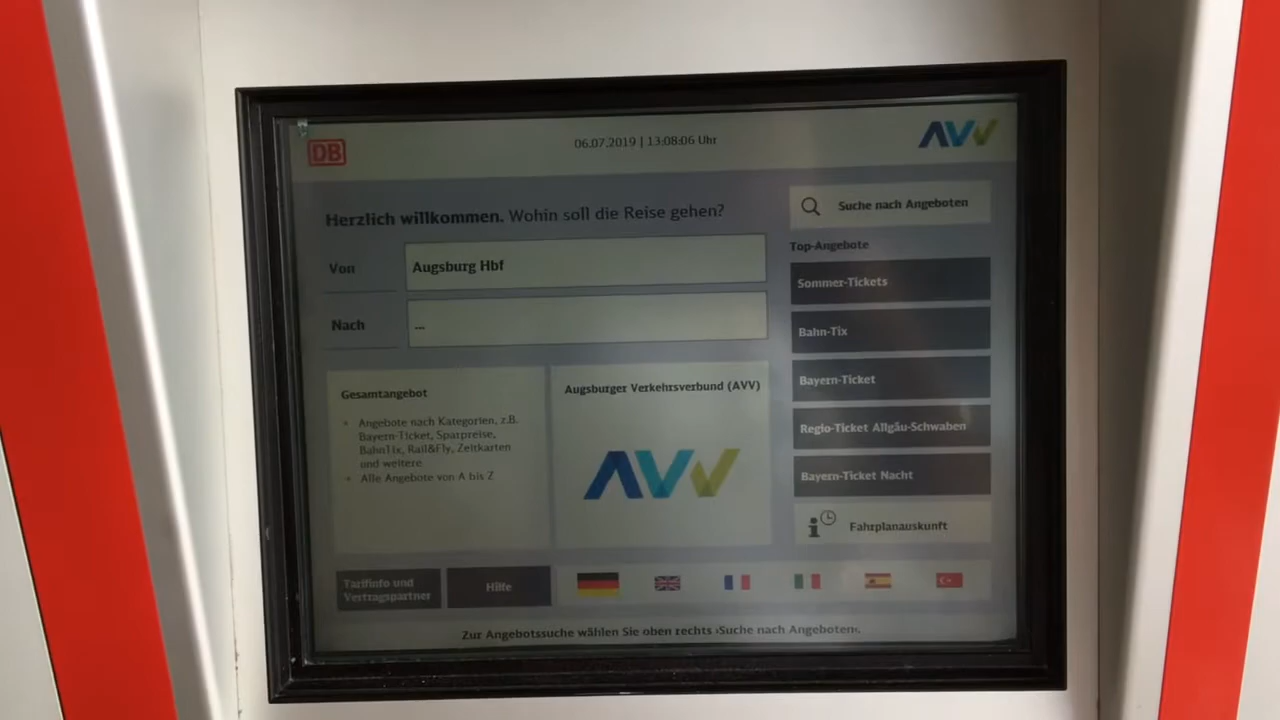 DB
06.07.2019 | 13:08:06 Uhr
AVV
Herzlich willkommen. Wohin soll die Reise gehen?
Von
Augsburg Hbf
Nach
...
Gesamtangebot
• Angebote nach Kategorien, z.B.
Bayern-Ticket, Sparpreise,
BahnTix, Rail&Fly, Zeitkarten
und weitere
• Alle Angebote von A bis Z
Augsburger Verkehrsverbund (AVV)
AVV
Suche nach Angeboten
Top-Angebote
Sommer-Tickets
Bahn-Tix
Bayern-Ticket
Regio-Ticket Allgäu-Schwaben
Bayern-Ticket Nacht
Fahrplanauskunft
Tarifinfo und
Vertragspartner
Hilfe
Zur Angebotssuche wählen Sie oben rechts ›Suche nach Angeboten‹.